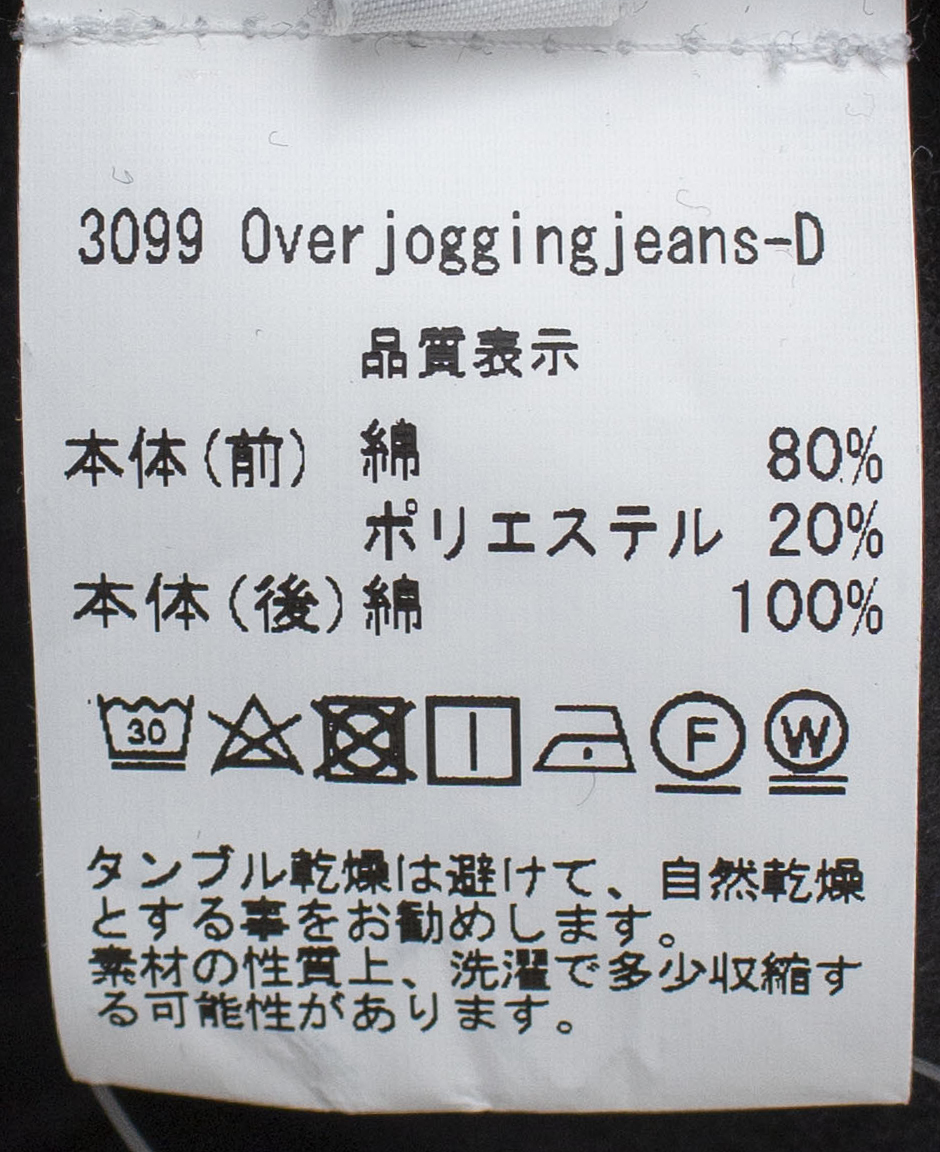 3099 Overjoggingjeans-D
品質表示
本体(前) 綿 80%
ポリエステル 20%
本体(後) 綿 100%
30 F W
タンブル乾燥は避けて、自然乾燥
とする事をお勧めします。
素材の性質上、洗濯で多少収縮す
る可能性があります。